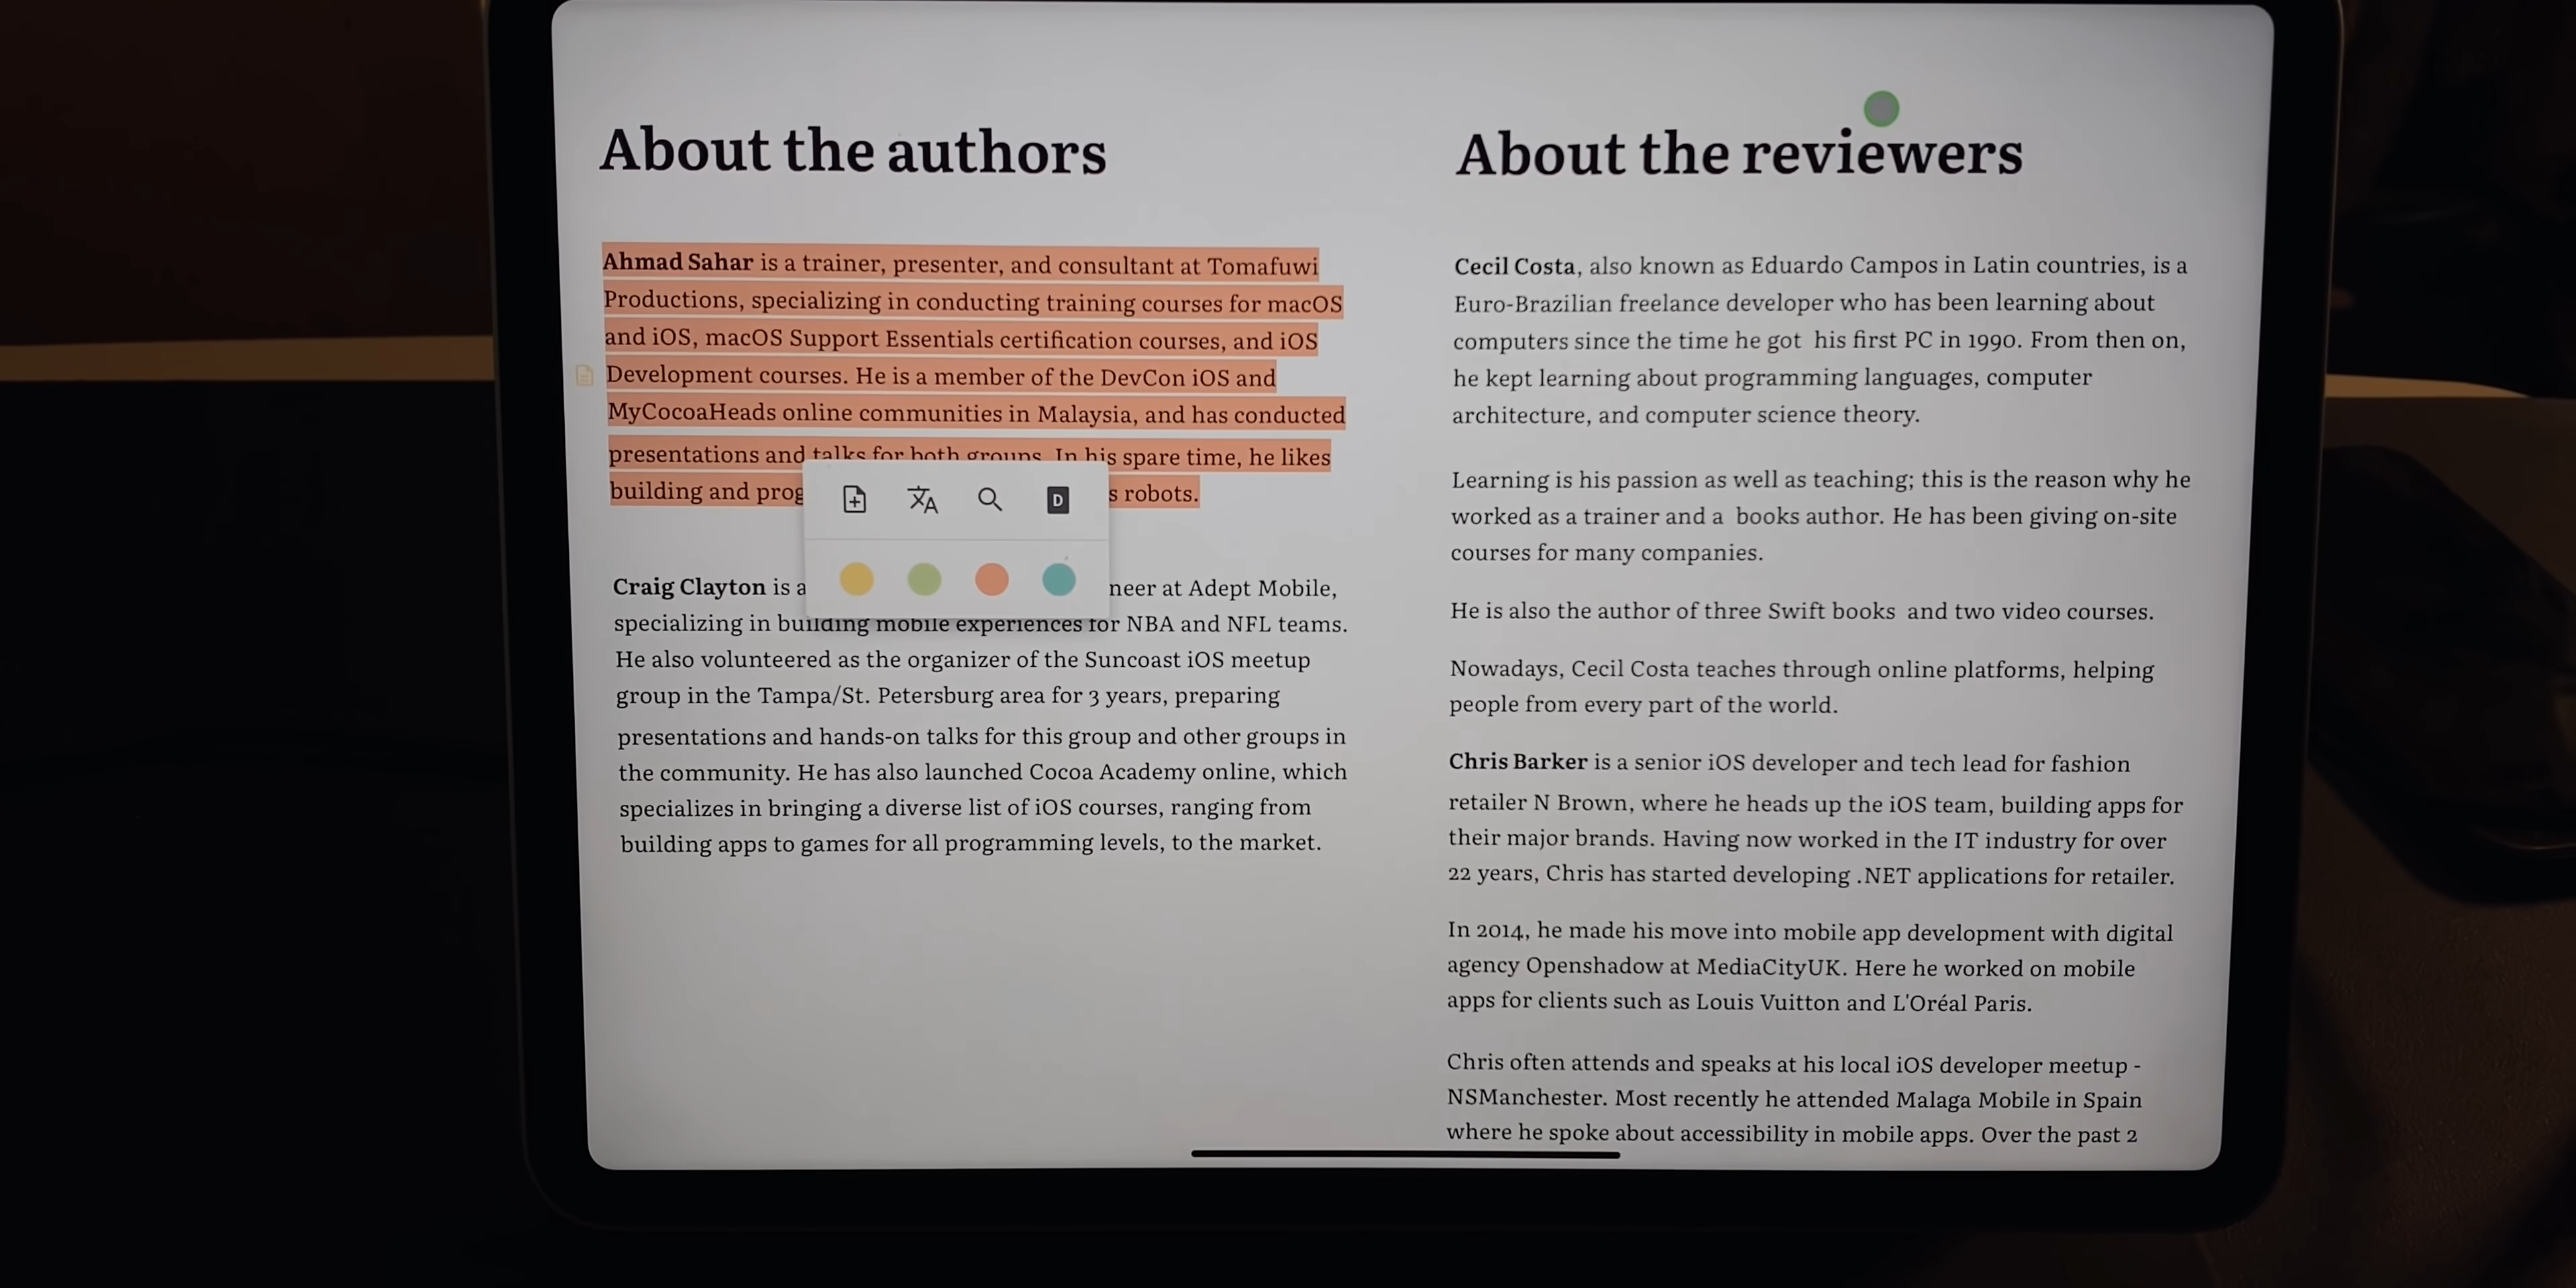 About the authors
Ahmad Sahar is a trainer, presenter, and consultant at Tomafuwi
Productions, specializing in conducting training courses for macOS
and iOS, macOS Support Essentials certification courses, and iOS
Development courses. He is a member of the DevCon iOS and
MyCocoaHeads online communities in Malaysia, and has conducted
presentations and talks for both groups. In his spare time, he likes
building and prog s robots.
D
Craig Clayton is a neer at Adept Mobile,
specializing in building mobile experiences for NBA and NFL teams.
He also volunteered as the organizer of the Suncoast iOS meetup
group in the Tampa/St. Petersburg area for 3 years, preparing
presentations and hands-on talks for this group and other groups in
the community. He has also launched Cocoa Academy online, which
specializes in bringing a diverse list of iOS courses, ranging from
building apps to games for all programming levels, to the market.
About the reviewers
Cecil Costa, also known as Eduardo Campos in Latin countries, is a
Euro-Brazilian freelance developer who has been learning about
computers since the time he got his first PC in 1990. From then on,
he kept learning about programming languages, computer
architecture, and computer science theory.
Learning is his passion as well as teaching; this is the reason why he
worked as a trainer and a books author. He has been giving on-site
courses for many companies.
He is also the author of three Swift books and two video courses.
Nowadays, Cecil Costa teaches through online platforms, helping
people from every part of the world.
Chris Barker is a senior iOS developer and tech lead for fashion
retailer N Brown, where he heads up the iOS team, building apps for
their major brands. Having now worked in the IT industry for over
22 years, Chris has started developing .NET applications for retailer.
In 2014, he made his move into mobile app development with digital
agency Openshadow at MediaCityUK. Here he worked on mobile
apps for clients such as Louis Vuitton and L'Oréal Paris.
Chris often attends and speaks at his local iOS developer meetup -
NSManchester. Most recently he attended Malaga Mobile in Spain
where he spoke about accessibility in mobile apps. Over the past 2